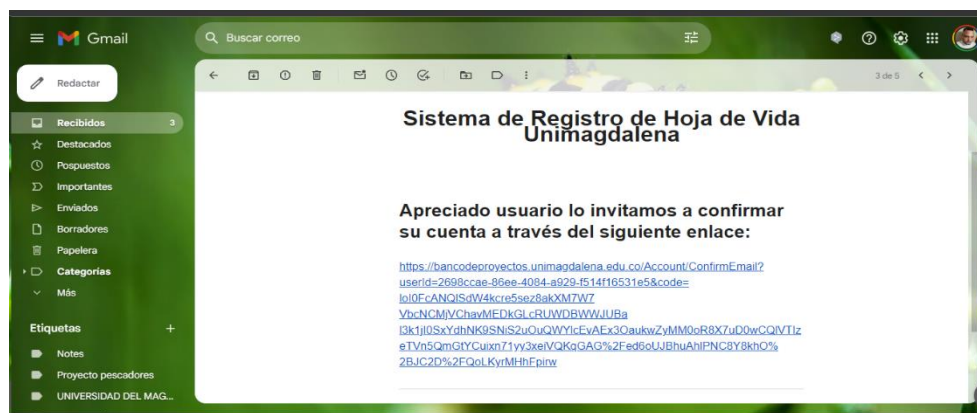 Gmail
Buscar correo
Redactar
3 de 5
Recibidos 3
Destacados
Pospuestos
Importantes
Enviados
Borradores
Papelera
Categorías
Más
Etiquetas +
Notes
Proyecto pescadores
UNIVERSIDAD DEL MAG...
Sistema de Registro de Hoja de Vida
Unimagdalena
Apreciado usuario lo invitamos a confirmar
su cuenta a través del siguiente enlace:
https://bancodeproyectos.unimagdalena.edu.co/Account/ConfirmEmail?
userId=2698ccae-86ee-4084-a929-f514f16531e5&code=